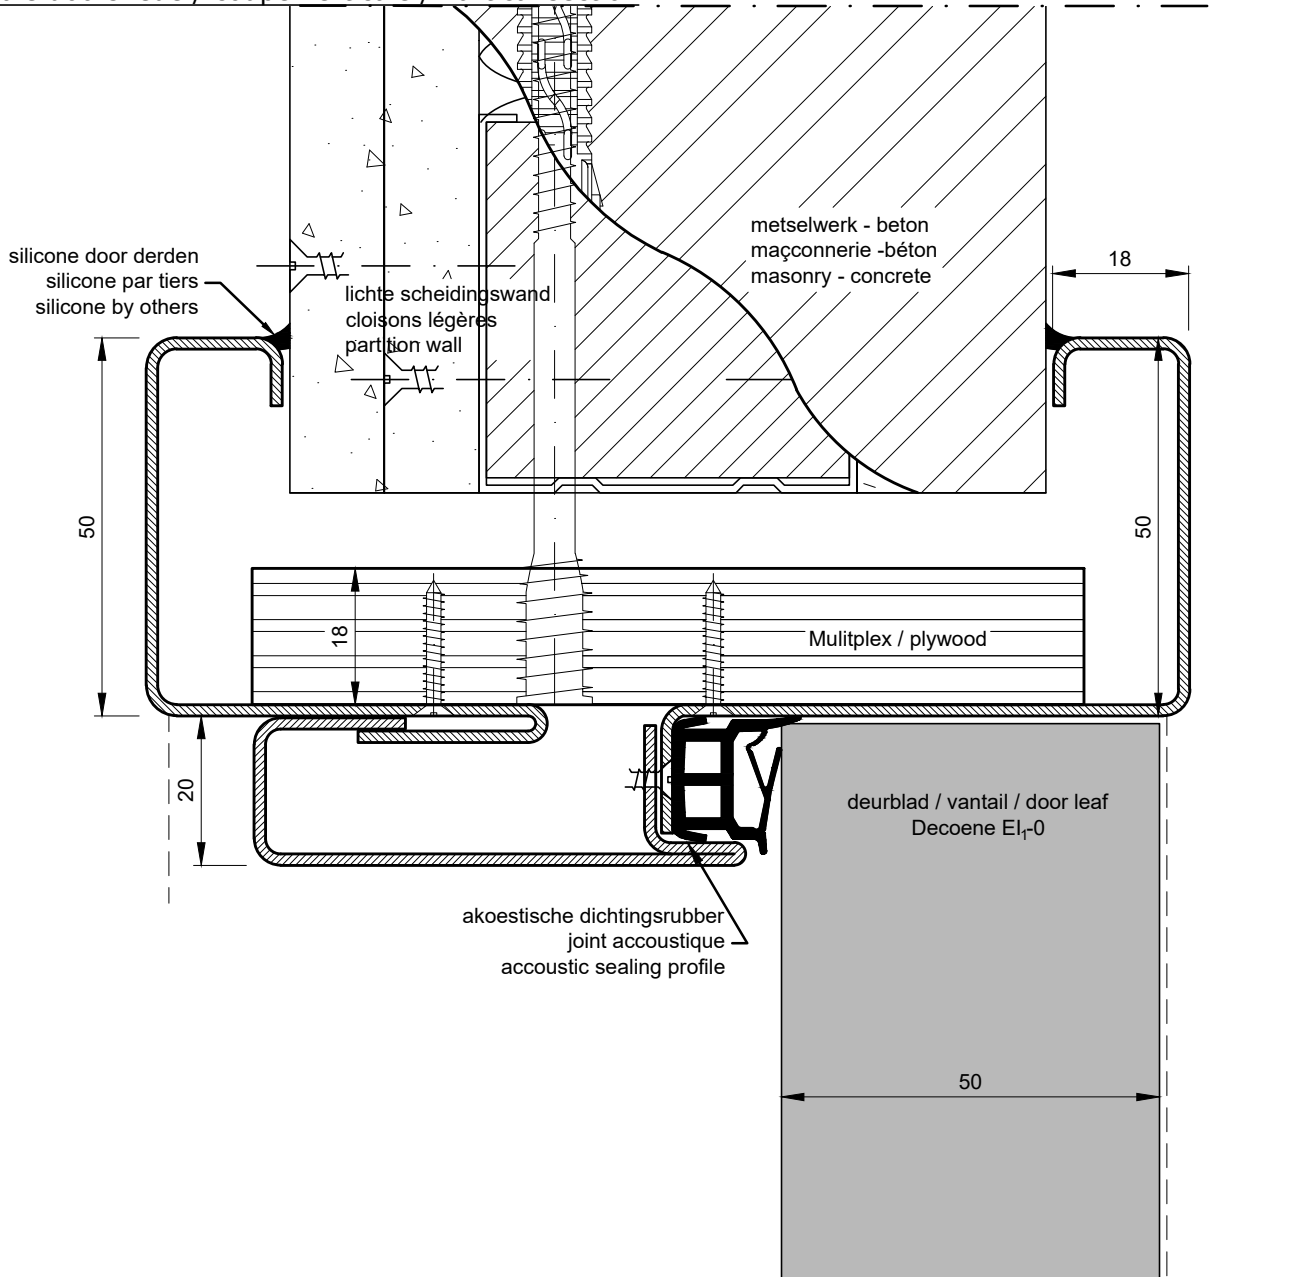 metselwerk - beton
maçconnerie -béton
masonry - concrete
18
silicone door derden
silicone par tiers
silicone by others
lichte scheidingswand
cloisons légères
partition wall
50
50
18
Mulitplex / plywood
20
deurblad / vantail / door leaf
Decoene EI1-0
akoestische dichtingsrubber
joint accoustique
accoustic sealing profile
50